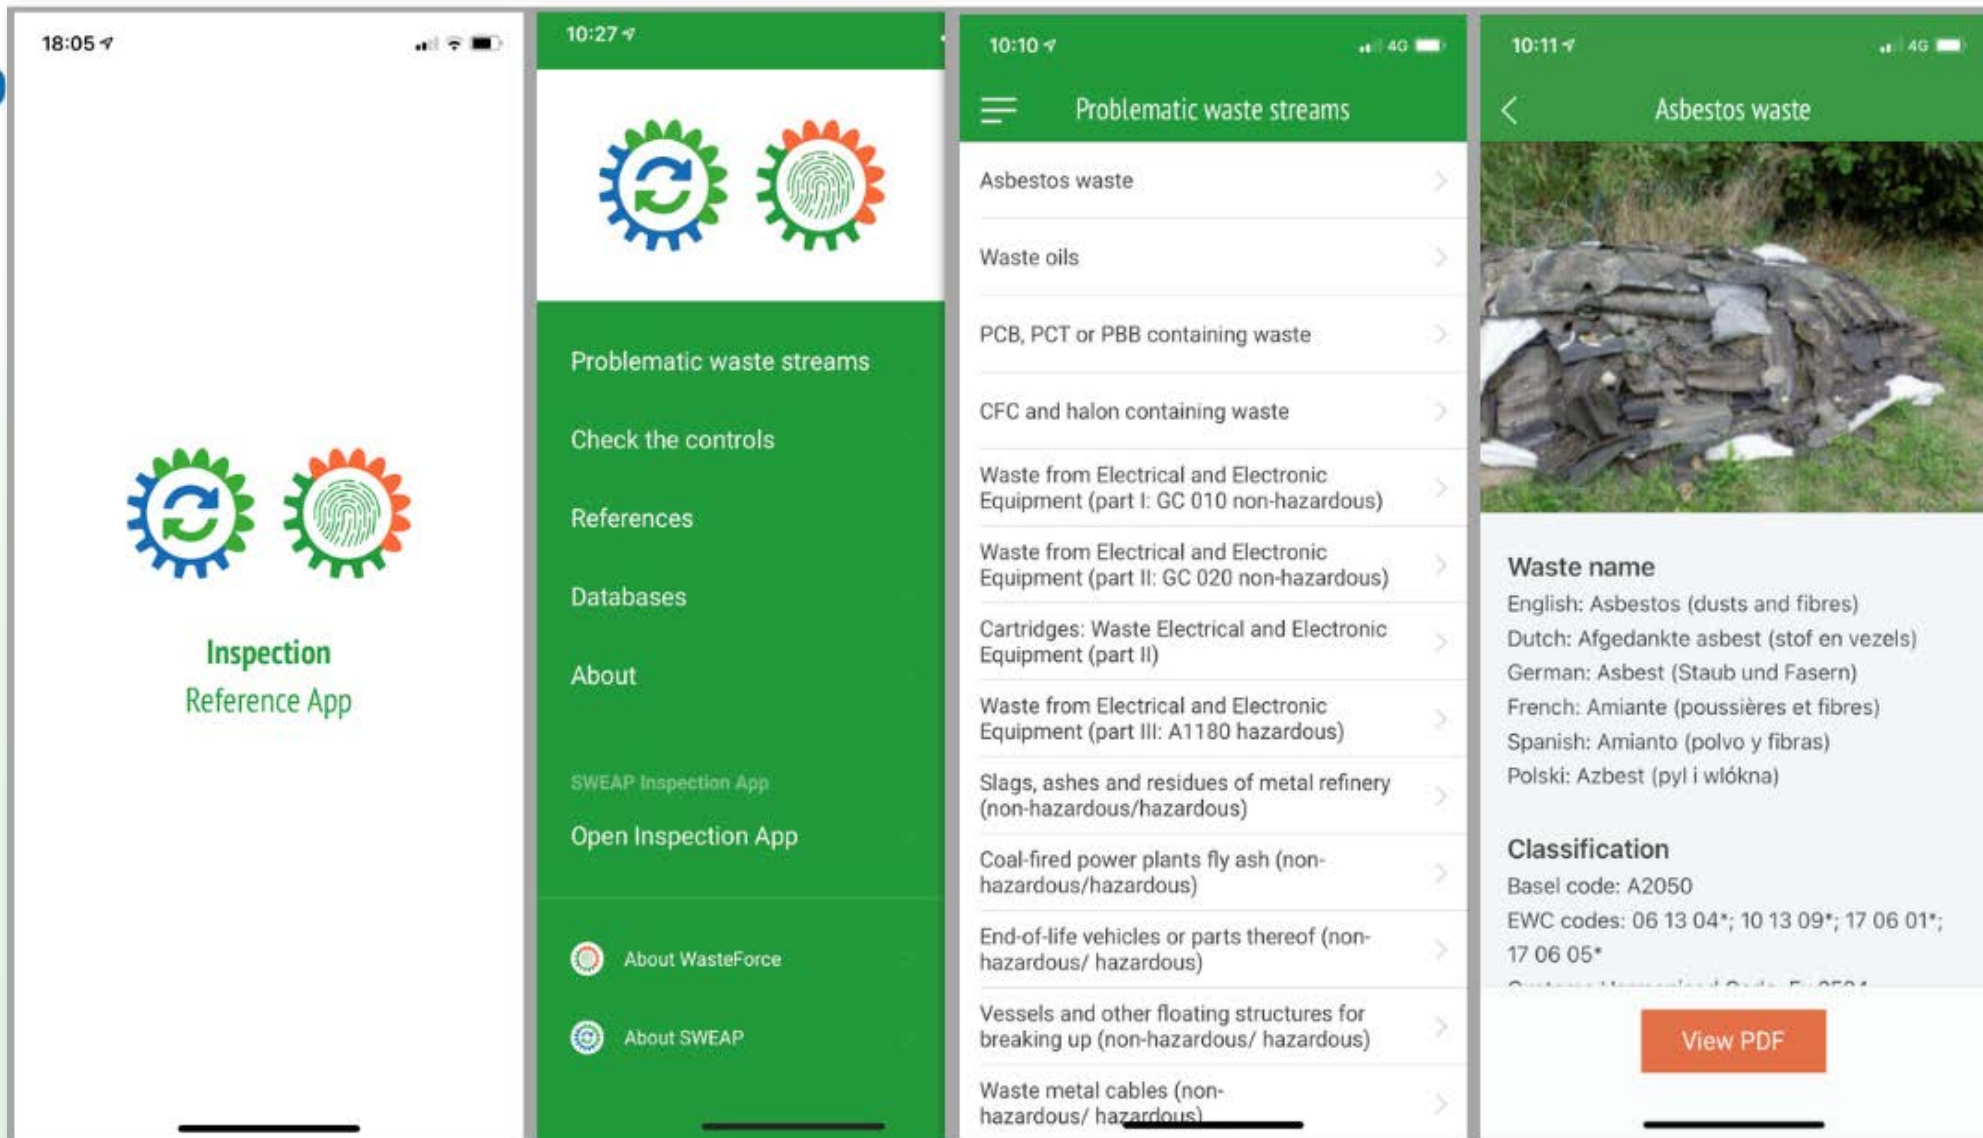 18:05
Inspection
Reference App
10:27
Problematic waste streams
Check the controls
References
Databases
About
SWEAP Inspection App
Open Inspection App
About WasteForce
About SWEAP
10:10
4G
Problematic waste streams
Asbestos waste
Waste oils
PCB, PCT or PBB containing waste
CFC and halon containing waste
Waste from Electrical and Electronic
Equipment (part I: GC 010 non-hazardous)
Waste from Electrical and Electronic
Equipment (part II: GC 020 non-hazardous)
Cartridges: Waste Electrical and Electronic
Equipment (part II)
Waste from Electrical and Electronic
Equipment (part III: A1180 hazardous)
Slags, ashes and residues of metal refinery
(non-hazardous/hazardous)
Coal-fired power plants fly ash (non-
hazardous/hazardous)
End-of-life vehicles or parts thereof (non-
hazardous/ hazardous)
Vessels and other floating structures for
breaking up (non-hazardous/ hazardous)
Waste metal cables (non-
hazardous/ hazardous)
10:11
4G
Asbestos waste
Waste name
English: Asbestos (dusts and fibres)
Dutch: Afgedankte asbest (stof en vezels)
German: Asbest (Staub und Fasern)
French: Amiante (poussières et fibres)
Spanish: Amianto (polvo y fibras)
Polski: Azbest (pyl i wlókna)
Classification
Basel code: A2050
EWC codes: 06 13 04*; 10 13 09*; 17 06 01*;
17 06 05*
View PDF